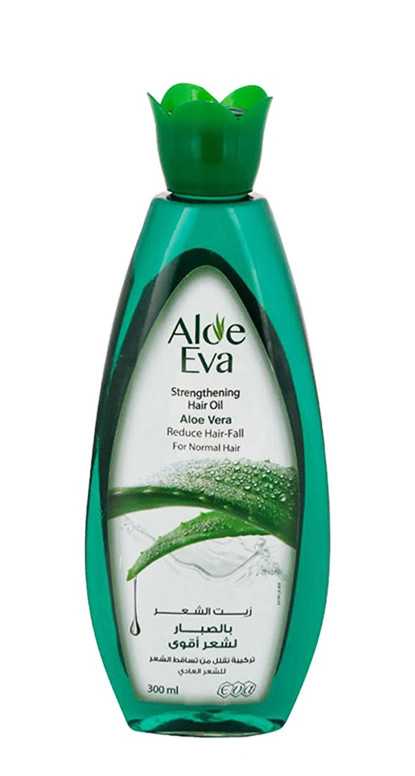 Aloe
Eva
Strengthening
Hair Oil
Aloe Vera
Reduce Hair-Fall
For Normal Hair
زيت الشعر
بالصبار
لشعر أقوى
تركيبة تقلل من تساقط الشعر
للشعر العادي
300 ml
eva